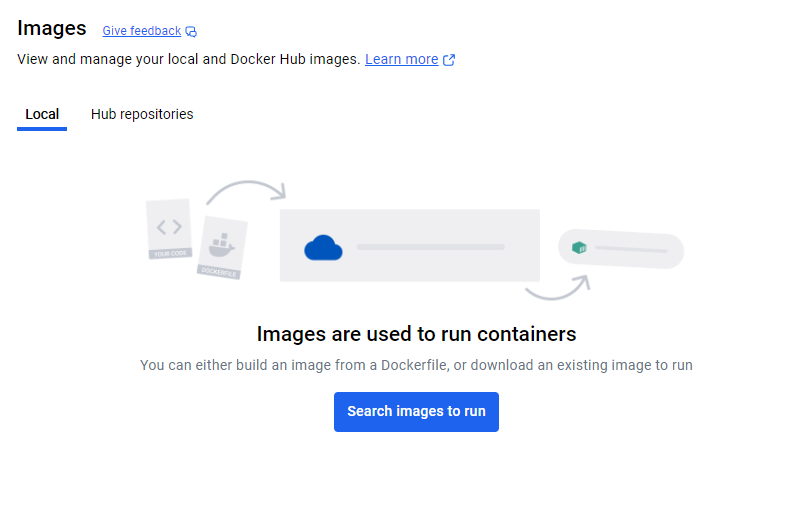 Images Give feedback
View and manage your local and Docker Hub images. Learn more
Local Hub repositories
YOUR CODE
DOCKERFILE
Images are used to run containers
You can either build an image from a Dockerfile, or download an existing image to run
Search images to run